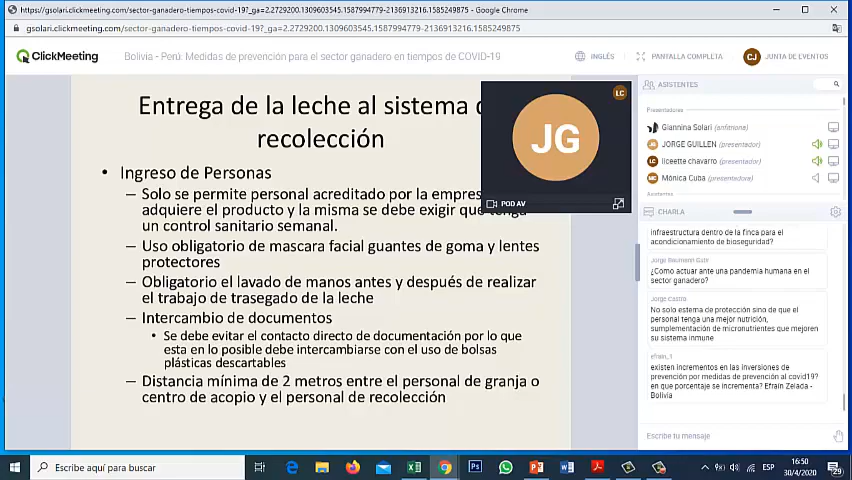 https://gsolari.clickmeeting.com/sector-ganadero-tiempos-covid-19?_ga=2.2729200.1309603545.1587994779-2136913216.1585249875 - Google Chrome
gsolari.clickmeeting.com/sector-ganadero-tiempos-covid-19?_ga=2.2729200.1309603545.1587994779-2136913216.1585249875
ClickMeeting
Bolivia - Perú: Medidas de prevención para el sector ganadero en tiempos de COVID-19
INGLÉS
PANTALLA COMPLETA
CJ
JUNTA DE EVENTOS
Entrega de la leche al sistema
recolección
• Ingreso de Personas
– Solo se permite personal acreditado por la empres
adquiere el producto y la misma se debe exigir que tenga
un control sanitario semanal.
– Uso obligatorio de mascara facial guantes de goma y lentes
protectores
– Obligatorio el lavado de manos antes y después de realizar
el trabajo de trasegado de la leche
– Intercambio de documentos
• Se debe evitar el contacto directo de documentación por lo que
esta en lo posible debe intercambiarse con el uso de bolsas
plásticas descartables
– Distancia mínima de 2 metros entre el personal de granja o
centro de acopio y el personal de recolección
LC
JG
POD AV
ASISTENTES
Presentadores
Giannina Solari (anfitriona)
JG JORGE GUILLEN (presentador)
LC liceette chavarro (presentador)
MC Mónica Cuba (presentadora)
Asistentes
CHARLA
infraestructura dentro de la finca para el
acondicionamiento de bioseguridad?
¿Como actuar ante una pandemia humana en el
sector ganadero?
Jorge Castro
No solo estema de protección sino de que el
personal tenga una mejor nutrición,
sumplementación de micronutrientes que mejoren
su sistema inmune
efrain_1
existen incrementos en las inversiones de
prevención por medidas de prevención al covid19?
en que porcentaje se incrementa? Efraín Zelada -
Bolivia
Escribe tu mensaje
Escribe aquí para buscar
Ps
ESP
16:50
30/4/2020
29